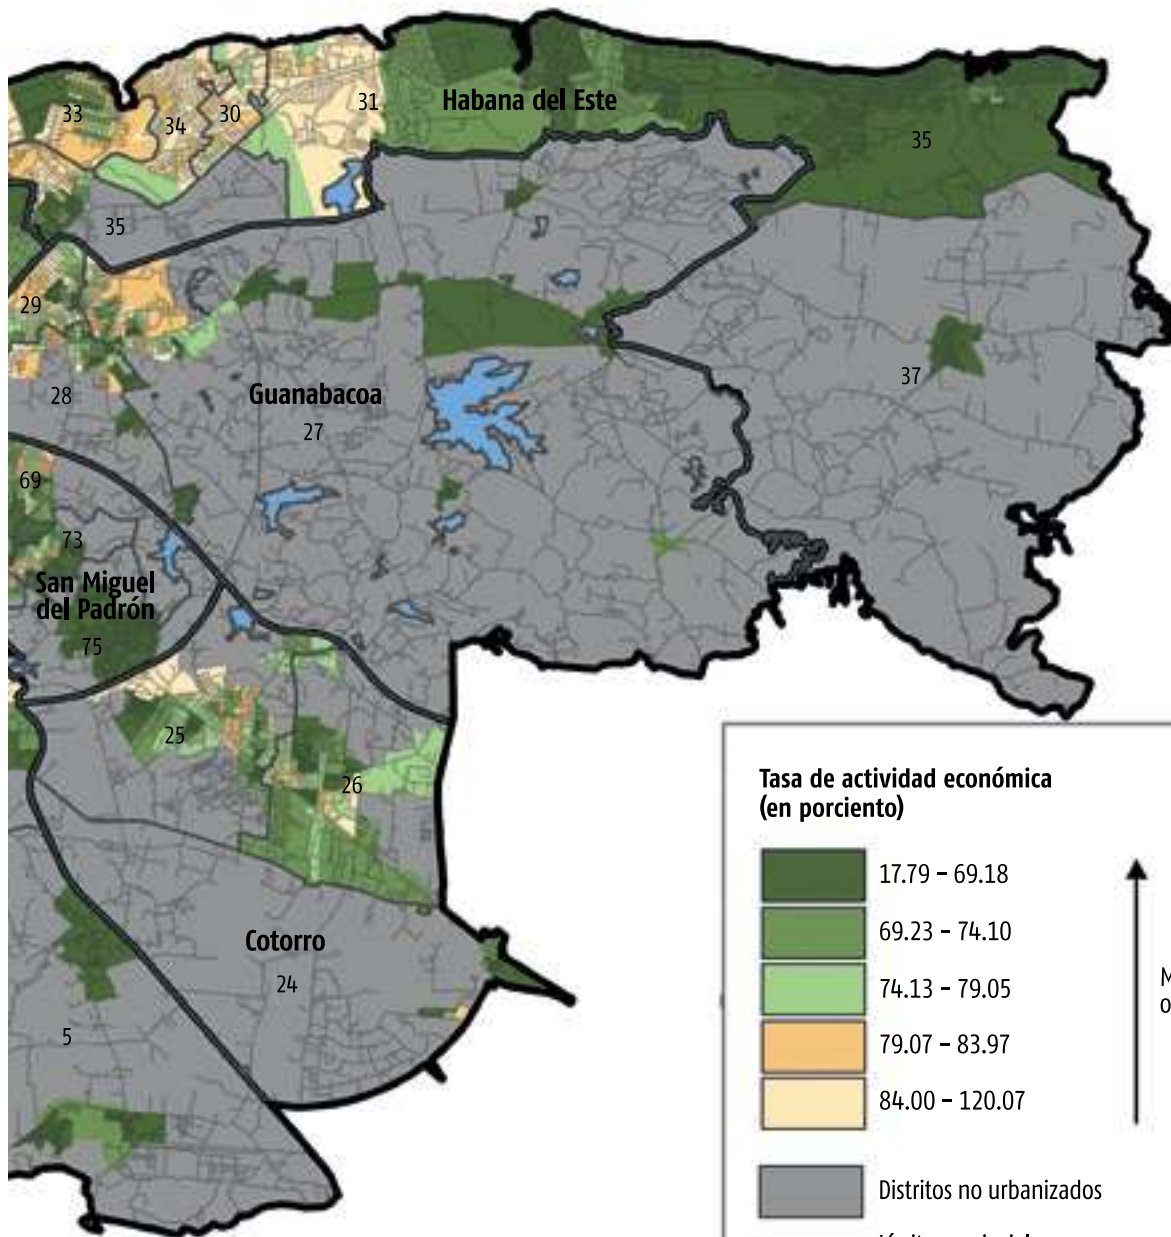 33
34
30
31
Habana del Este
35
35
29
28
Guanabacoa
27
37
69
73
San Miguel
del Padrón
75
25
26
Cotorro
24
5
Tasa de actividad económica
(en porciento)
17.79 – 69.18
69.23 – 74.10
74.13 – 79.05
79.07 – 83.97
84.00 – 120.07
M
o
Distritos no urbanizados